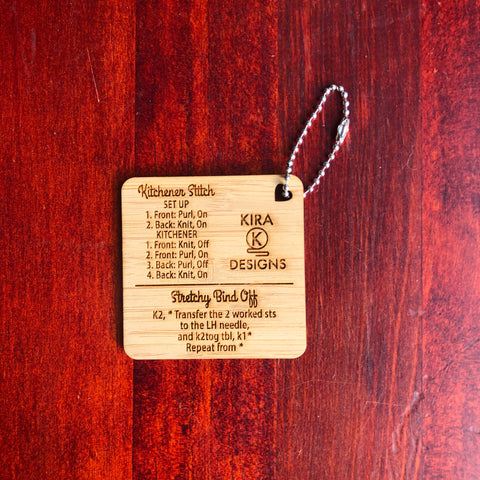 Kitchener Stitch
SET UP
1. Front: Purl, On
2. Back: Knit, On
KITCHENER
1. Front: Knit, Off
2. Front: Purl, On
3. Back: Purl, Off
4. Back: Knit, On
KIRA
K
DESIGNS
Stretchy Bind Off
K2, * Transfer the 2 worked sts
to the LH needle,
and k2tog tbl, k1*
Repeat from *